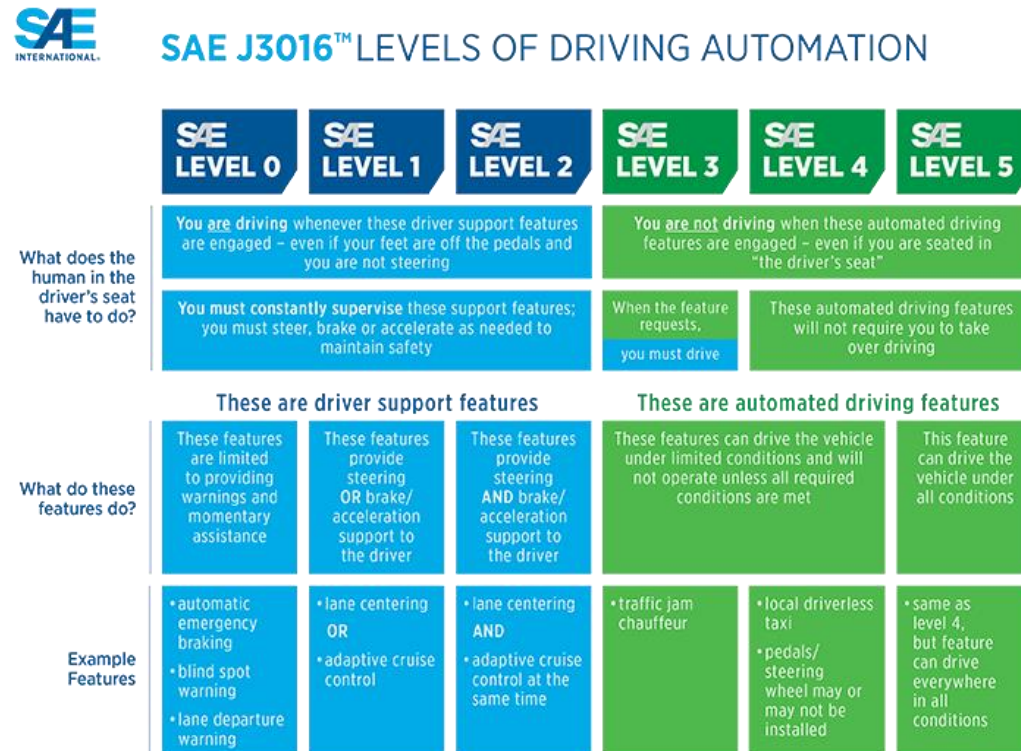 SAE
INTERNATIONAL®
SAE J3016™ LEVELS OF DRIVING AUTOMATION
SAE
LEVEL 0
SAE
LEVEL 1
SAE
LEVEL 2
SAE
LEVEL 3
SAE
LEVEL 4
SAE
LEVEL 5
What does the
human in the
driver's seat
have to do?
You are driving whenever these driver support features
are engaged – even if your feet are off the pedals and
you are not steering
You are not driving when these automated driving
features are engaged – even if you are seated in
“the driver's seat”
You must constantly supervise these support features;
you must steer, brake or accelerate as needed to
maintain safety
When the feature
requests,
you must drive
These automated driving features
will not require you to take
over driving
These are driver support features
These are automated driving features
What do these
features do?
These features
are limited
to providing
warnings and
momentary
assistance
These features
provide
steering
OR brake/
acceleration
support to
the driver
These features
provide
steering
AND brake/
acceleration
support to
the driver
These features can drive the vehicle
under limited conditions and will
not operate unless all required
conditions are met
This feature
can drive the
vehicle under
all conditions
Example
Features
• automatic
emergency
braking
• blind spot
warning
• lane departure
warning
• lane centering
OR
• adaptive cruise
control
• lane centering
AND
• adaptive cruise
control at the
same time
• traffic jam
chauffeur
• local driverless
taxi
• pedals/
steering
wheel may or
may not be
installed
• same as
level 4,
but feature
can drive
everywhere
in all
conditions